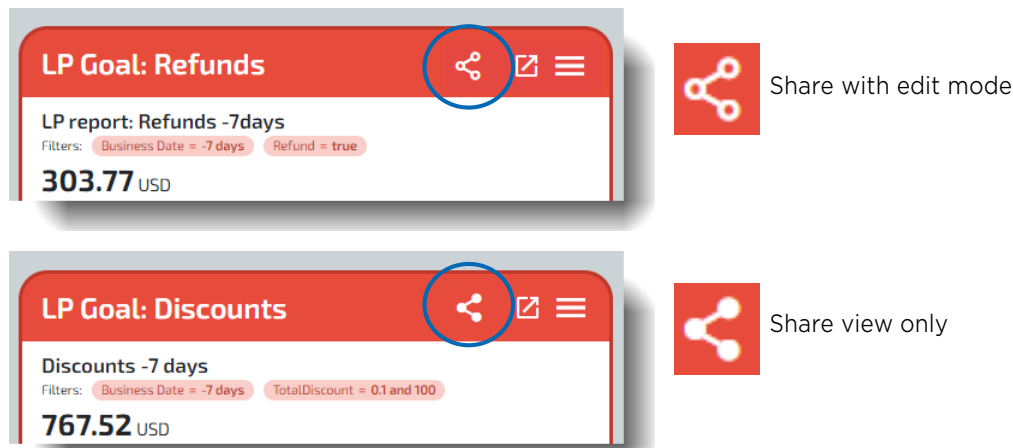 LP Goal: Refunds
Share with edit mode
LP report: Refunds -7days
Filters: Business Date = -7 days Refund = true
303.77 USD
LP Goal: Discounts
Share view only
Discounts -7 days
Filters: Business Date = -7 days TotalDiscount = 0.1 and 100
767.52 USD